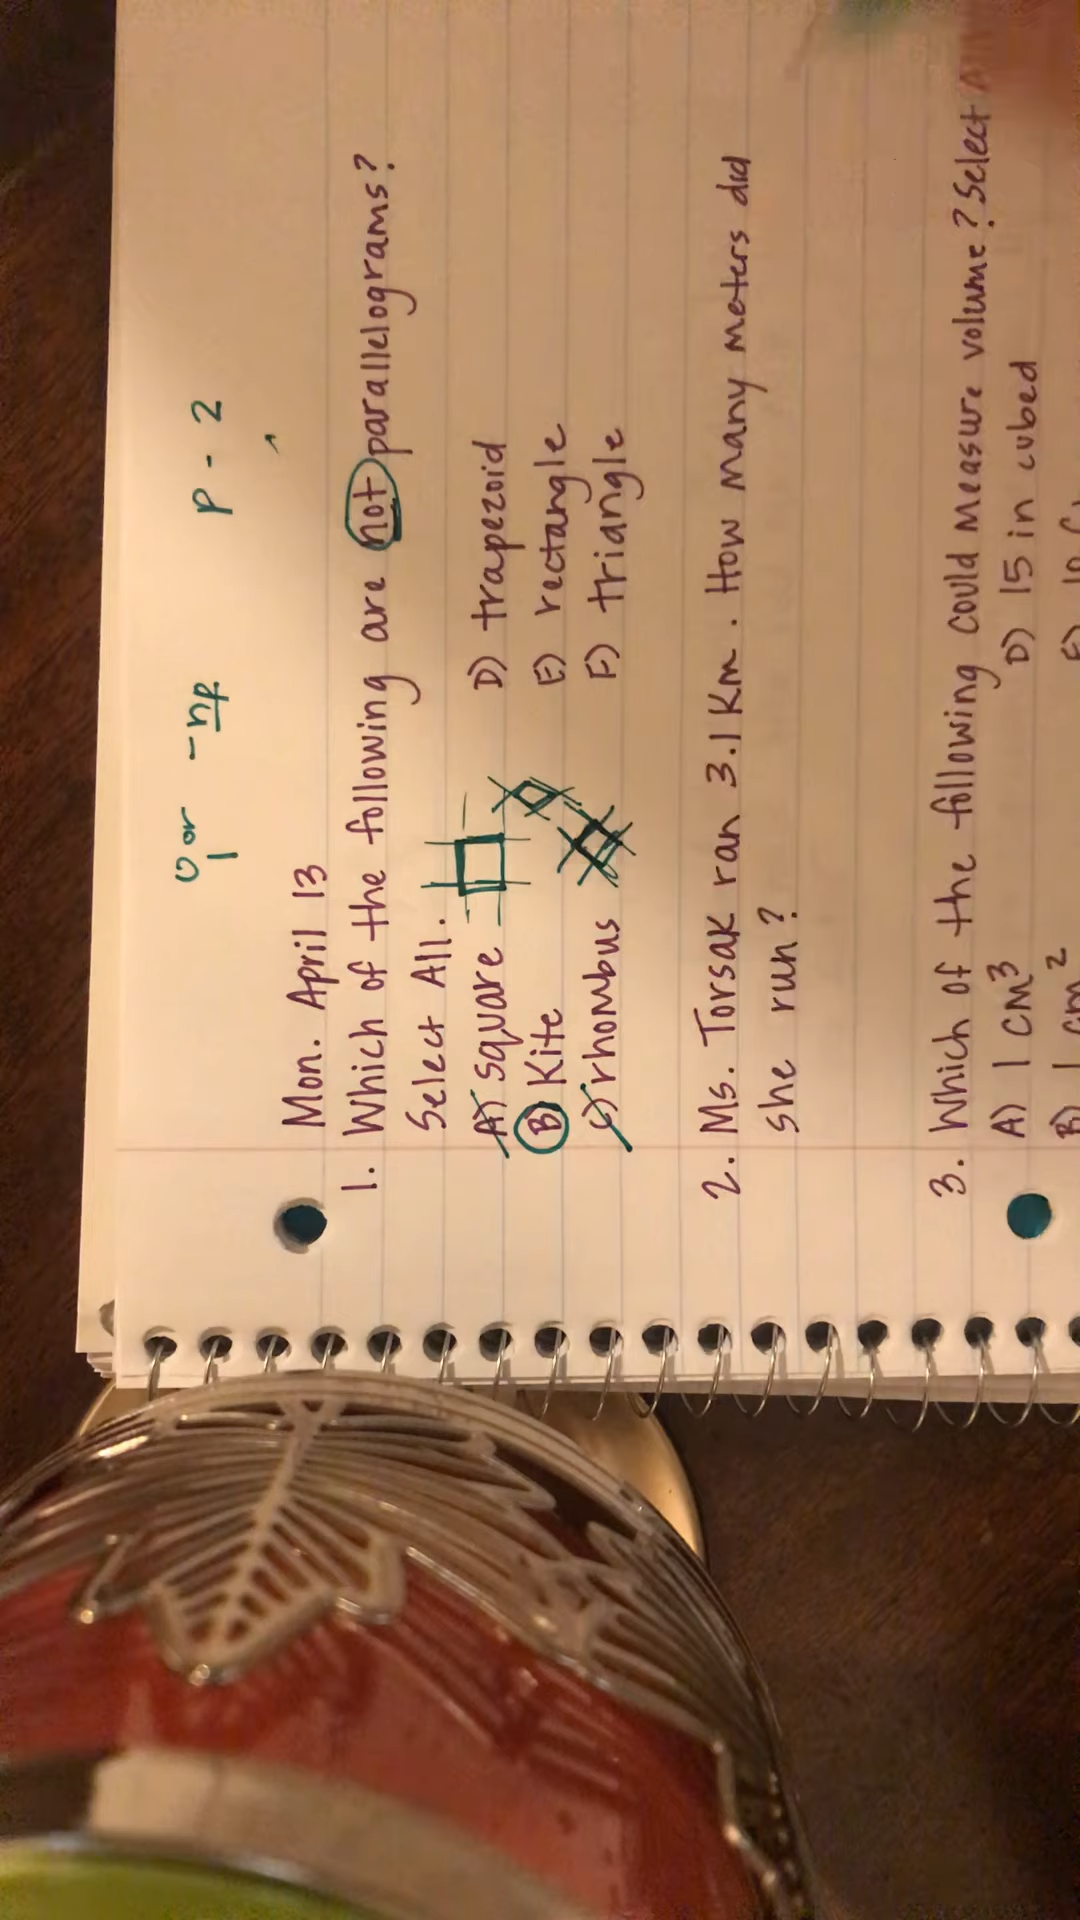 or - np P - 2
Mon. April 13
1. Which of the following are not parallelograms?
Select All.
A) square D) trapezoid
B) Kite E) rectangle
C) rhombus F) triangle
2. Ms. Torsak ran 3.1 Km. How many meters did
she run?
3. Which of the following could measure volume? Select
A) 1 cm³ D) 15 in cubed
B) 1 cm² E)